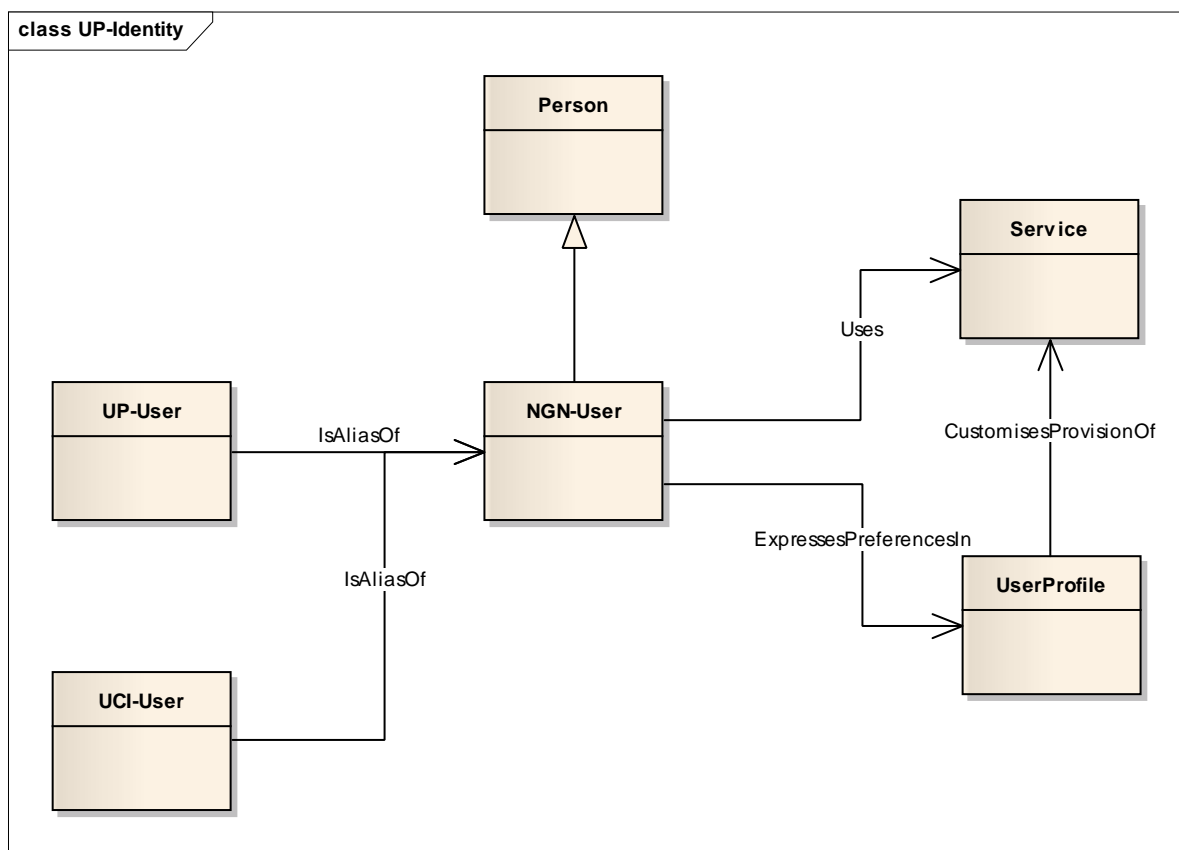 class UP-Identity
Person
Service
Uses
UP-User
NGN-User
IsAliasOf
CustomisesProvisionOf
ExpressesPreferencesIn
IsAliasOf
UserProfile
UCI-User